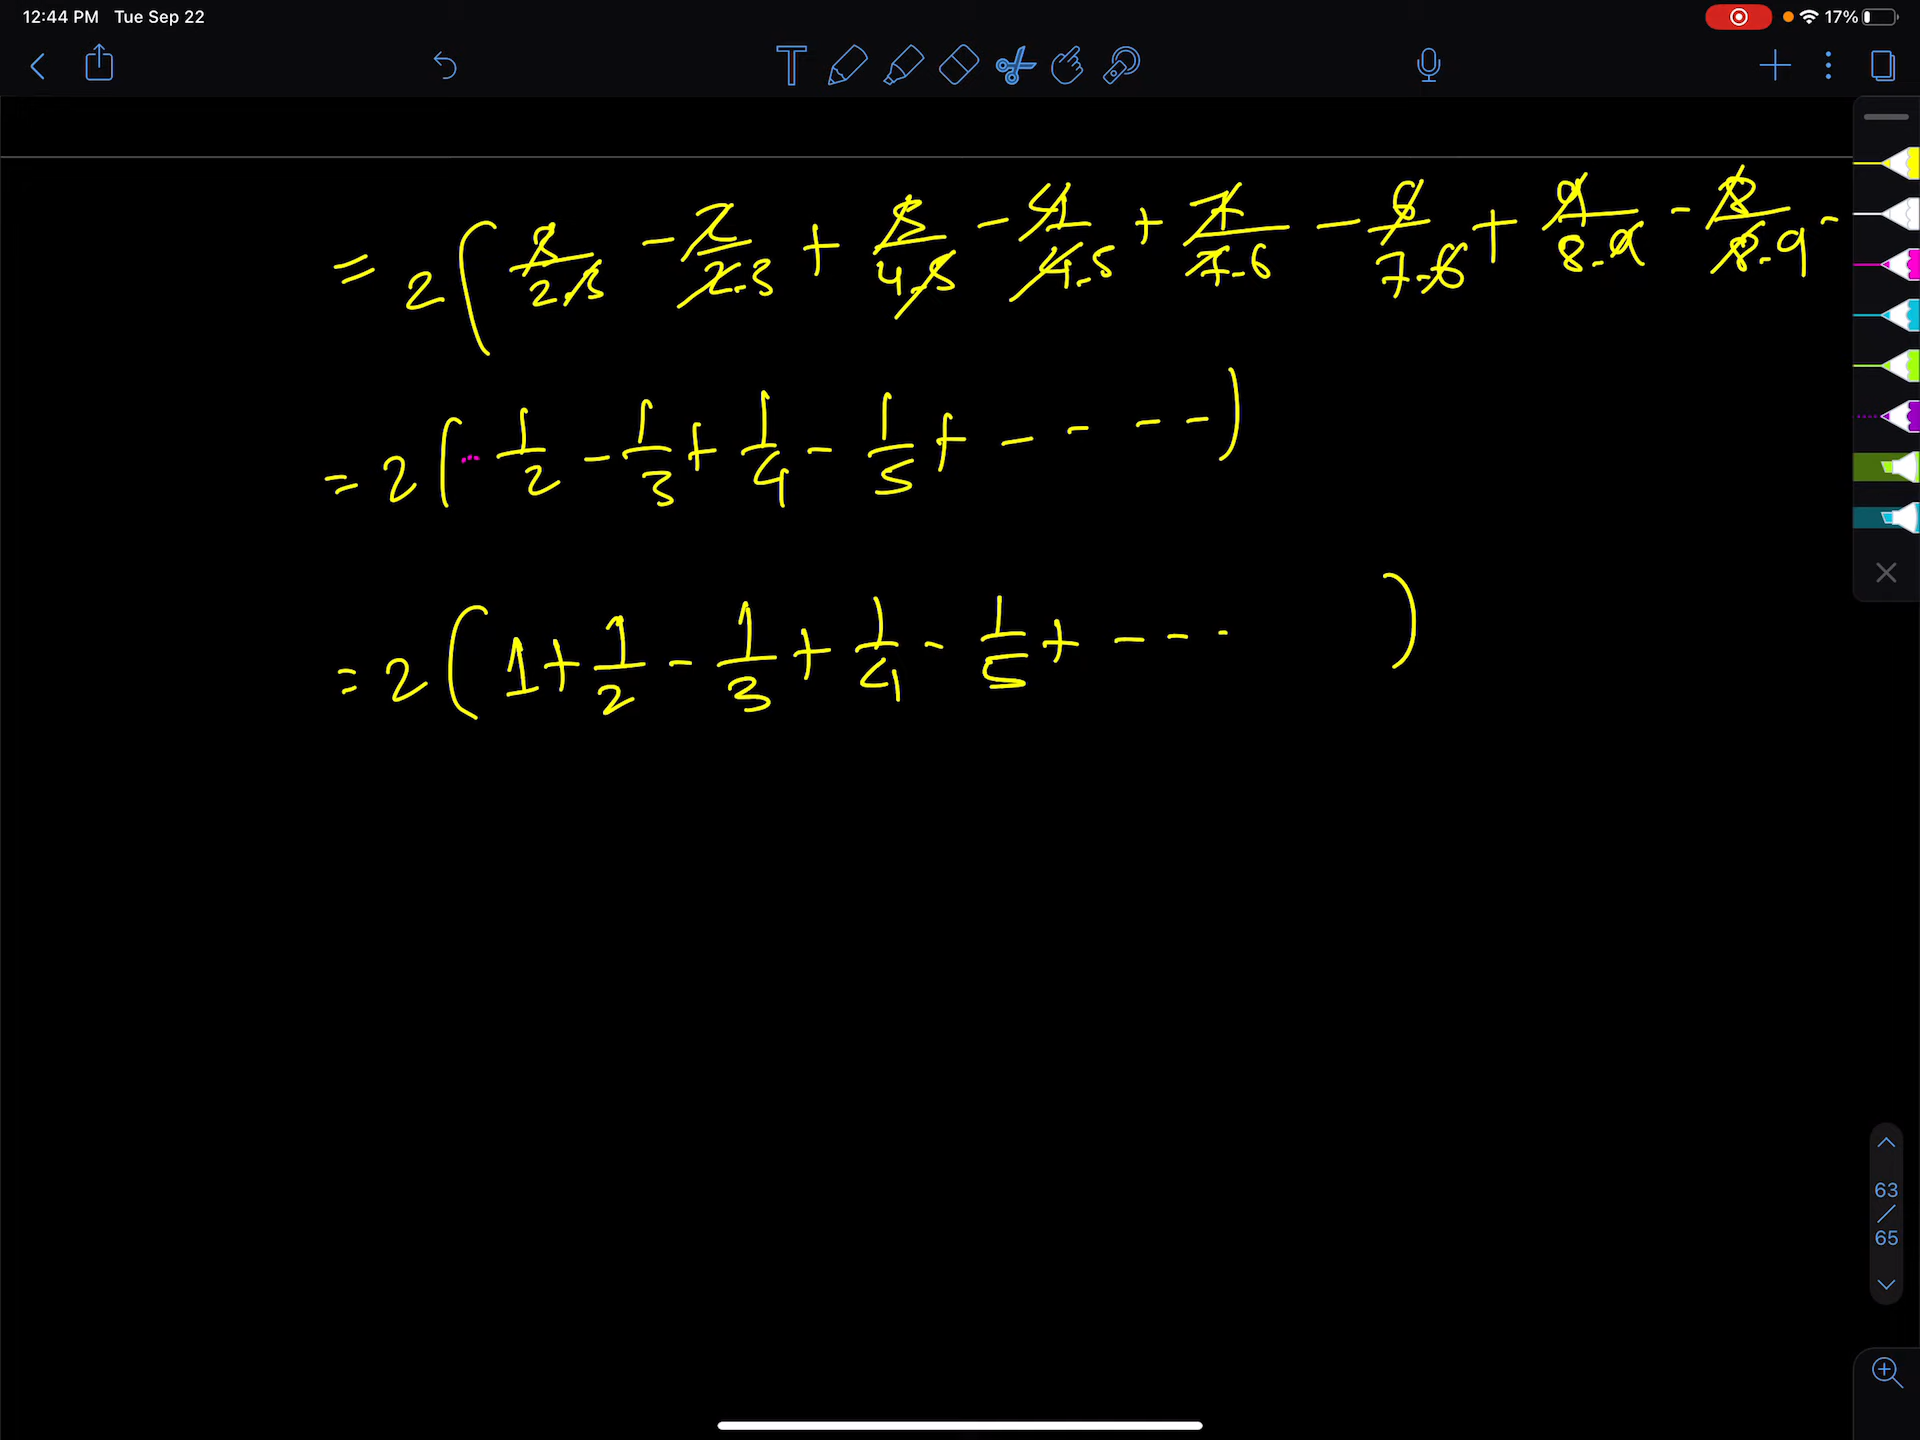 12:44 PM Tue Sep 22 17%
= 2 ( 3/2.3 - 2/2.3 + 5/4.5 - 4/4.5 + 7/7.6 - 6/7.6 + 9/8.9 - 8/8.9 -
= 2 ( 1/2 - 1/3 + 1/4 - 1/5 + - - - - )
= 2 ( 1 + 1/2 - 1/3 + 1/4 - 1/5 + - - - )
63
/
65